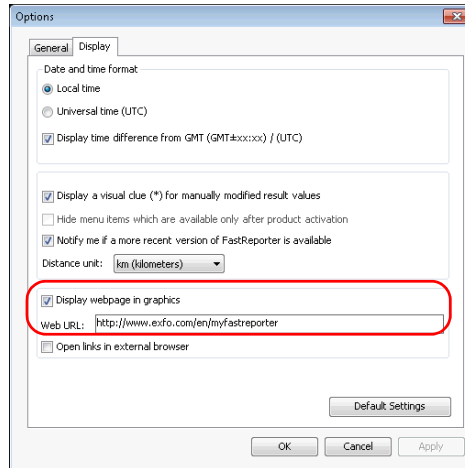 Options
General Display
Date and time format
Local time
Universal time (UTC)
Display time difference from GMT (GMT±xx:xx) / (UTC)
Display a visual clue (*) for manually modified result values
Hide menu items which are available only after product activation
Notify me if a more recent version of FastReporter is available
Distance unit: km (kilometers)
Display webpage in graphics
Web URL: http://www.exfo.com/en/myfastreporter
Open links in external browser
Default Settings
OK Cancel Apply